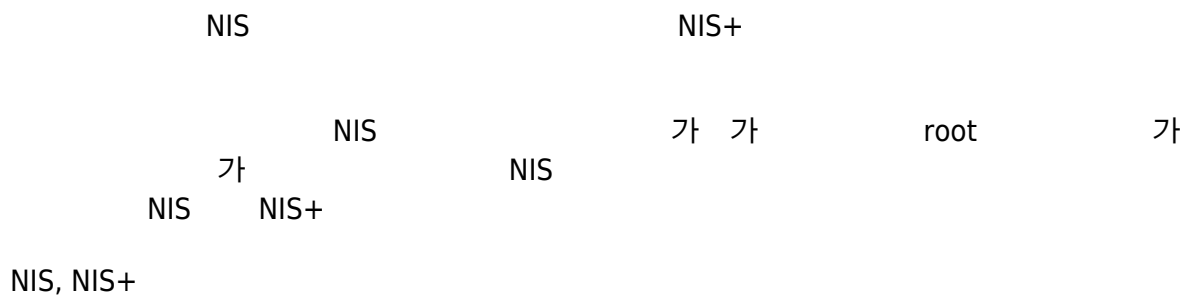 NIS NIS+
NIS 가 가 root 가
가 NIS
NIS NIS+
NIS, NIS+